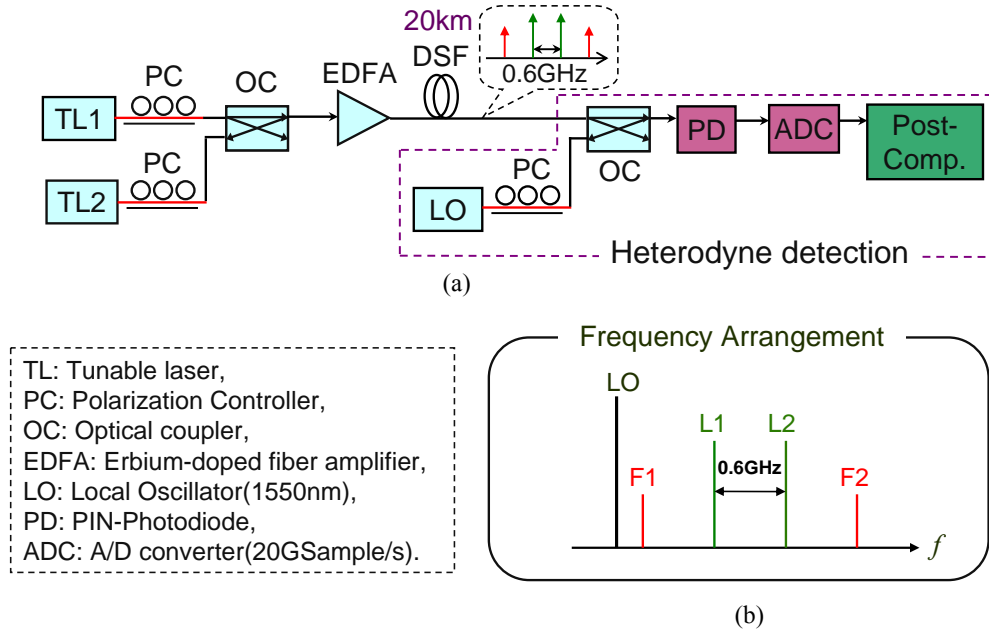 20km
DSF
0.6GHz
PC
OC
EDFA
TL1
PC
TL2
PC
LO
OC
PD
ADC
Post-
Comp.
Heterodyne detection
(a)
TL: Tunable laser,
PC: Polarization Controller,
OC: Optical coupler,
EDFA: Erbium-doped fiber amplifier,
LO: Local Oscillator(1550nm),
PD: PIN-Photodiode,
ADC: A/D converter(20GSample/s).
Frequency Arrangement
LO
L1
L2
0.6GHz
F1
F2
f
(b)